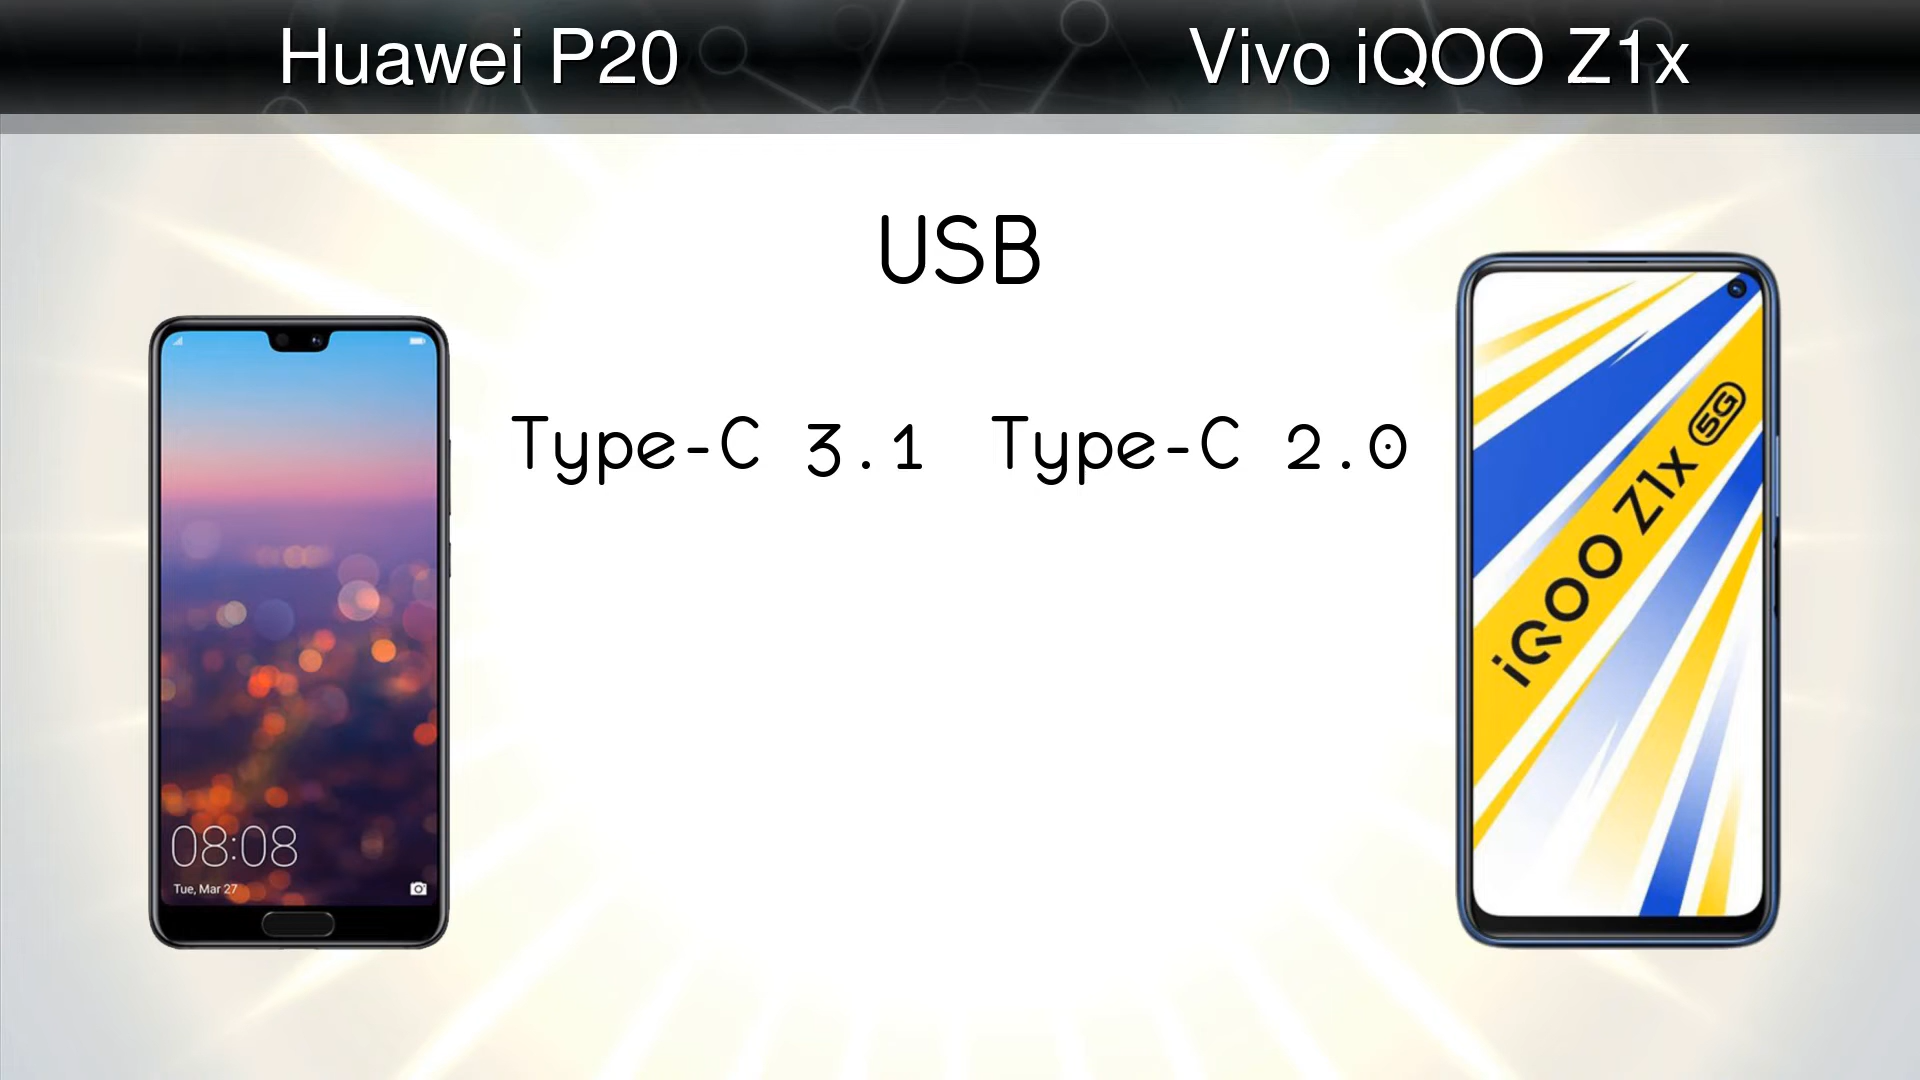 Huawei P20
Vivo iQOO Z1x
USB
Type-C 3.1
Type-C 2.0
08:08
Tue, Mar 27
iQOO Z1x 5G